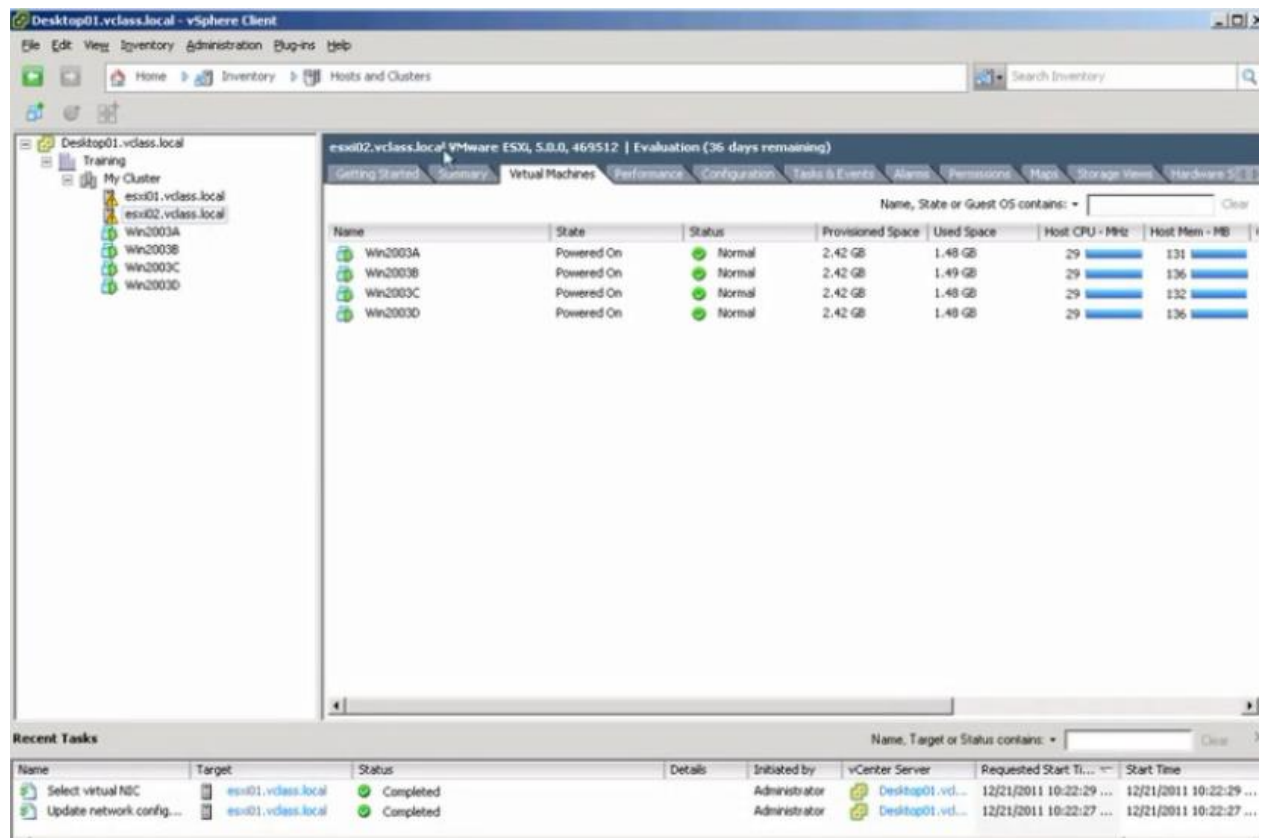 Desktop01.vclass.local - vSphere Client
File Edit View Inventory Administration Plug-ins Help
Home Inventory Hosts and Clusters Search Inventory
Desktop01.vclass.local
Training
My Cluster
esxi01.vclass.local
esxi02.vclass.local
Win2003A
Win2003B
Win2003C
Win2003D
esxi02.vclass.local VMware ESXi, 5.0.0, 469512 | Evaluation (36 days remaining)
Getting Started Summary Virtual Machines Performance Configuration Tasks & Events Alarms Permissions Maps Storage Views Hardware S
Name, State or Guest OS contains: Clear
Name State Status Provisioned Space Used Space Host CPU - MHz Host Mem - MB
Win2003A Powered On Normal 2.42 GB 1.48 GB 29 131
Win2003B Powered On Normal 2.42 GB 1.49 GB 29 136
Win2003C Powered On Normal 2.42 GB 1.48 GB 29 132
Win2003D Powered On Normal 2.42 GB 1.48 GB 29 136
Recent Tasks Name, Target or Status contains: Clear
Name Target Status Details Initiated by vCenter Server Requested Start Ti... Start Time
Select virtual NIC esxi01.vclass.local Completed Administrator Desktop01.vcl... 12/21/2011 10:22:29 ... 12/21/2011 10:22:29 ...
Update network config.... esxi01.vclass.local Completed Administrator Desktop01.vcl... 12/21/2011 10:22:27 ... 12/21/2011 10:22:27 ...